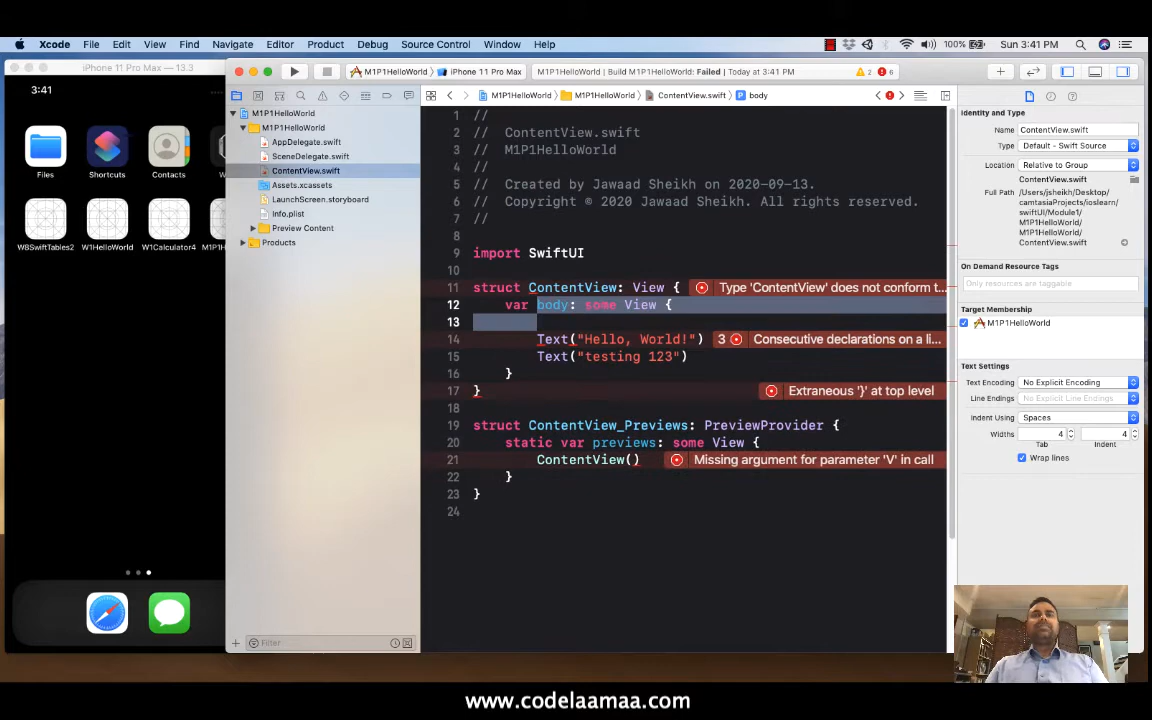 Xcode File Edit View Find Navigate Editor Product Debug Source Control Window Help 100% Sun 3:41 PM
iPhone 11 Pro Max — 13.3
M1P1HelloWorld iPhone 11 Pro Max M1P1HelloWorld | Build M1P1HelloWorld: Failed | Today at 3:41 PM 2 6
3:41
Files Shortcuts Contacts
W8SwiftTables2 W1HelloWorld W1Calculator4 M1P1H
M1P1HelloWorld
M1P1HelloWorld
AppDelegate.swift
SceneDelegate.swift
ContentView.swift
Assets.xcassets
LaunchScreen.storyboard
Info.plist
Preview Content
Products
Filter
M1P1HelloWorld M1P1HelloWorld ContentView.swift P body
1 //
2 // ContentView.swift
3 // M1P1HelloWorld
4 //
5 // Created by Jawaad Sheikh on 2020-09-13.
6 // Copyright © 2020 Jawaad Sheikh. All rights reserved.
7 //
8
9 import SwiftUI
10
11 struct ContentView: View { Type 'ContentView' does not conform t...
12 var body: some View {
13
14 Text("Hello, World!") 3 Consecutive declarations on a li...
15 Text("testing 123")
16 }
17 } Extraneous '}' at top level
18
19 struct ContentView_Previews: PreviewProvider {
20 static var previews: some View {
21 ContentView() Missing argument for parameter 'V' in call
22 }
23 }
24
Identity and Type
Name ContentView.swift
Type Default - Swift Source
Location Relative to Group
ContentView.swift
Full Path /Users/jsheikh/Desktop/
camtasiaProjects/ioslearn/
swiftUI/Module1/
M1P1HelloWorld/
M1P1HelloWorld/
ContentView.swift
On Demand Resource Tags
Only resources are taggable
Target Membership
M1P1HelloWorld
Text Settings
Text Encoding No Explicit Encoding
Line Endings No Explicit Line Endings
Indent Using Spaces
Widths 4 4
Tab Indent
Wrap lines
www.codelaamaa.com